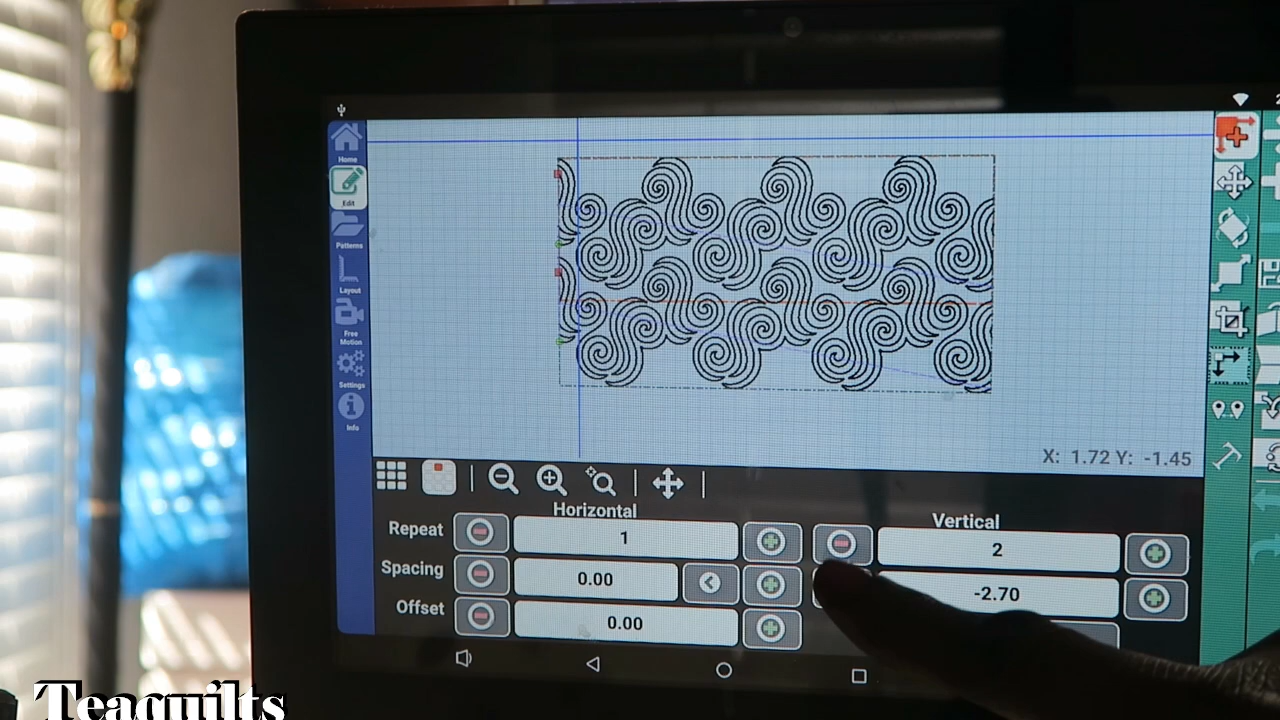 Home
Edit
Patterns
Layout
Free
Motion
Settings
Info
X: 1.72 Y: -1.45
Horizontal
Vertical
Repeat
1
2
Spacing
0.00
-2.70
Offset
0.00
Teaquilts